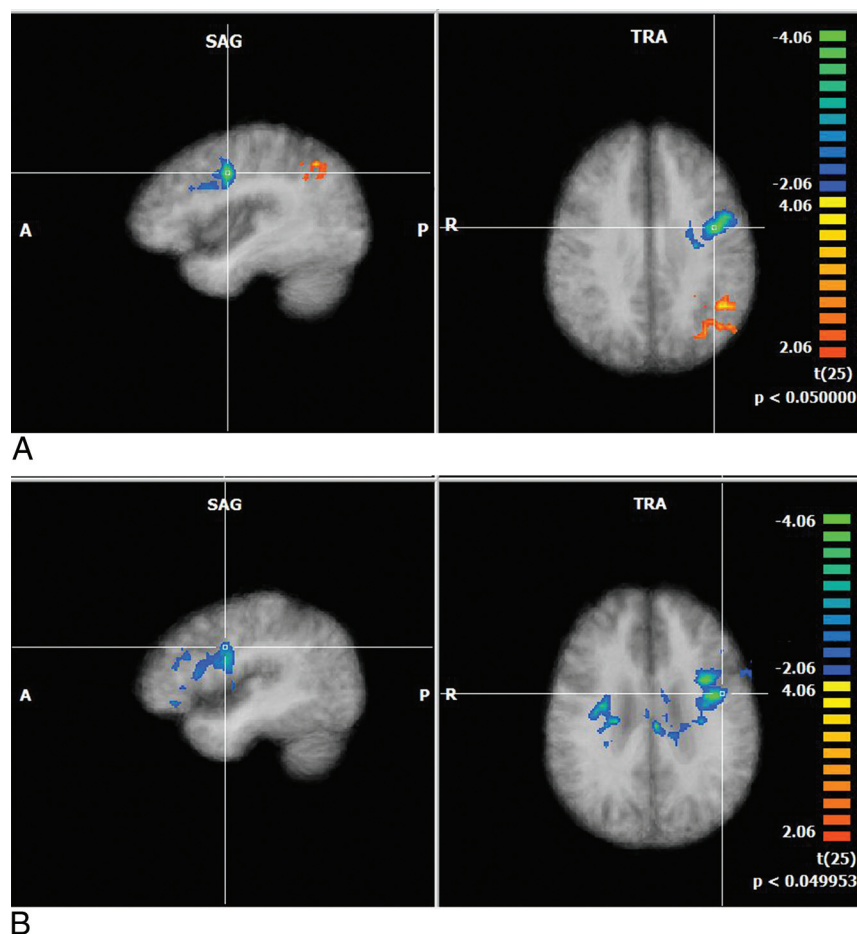 SAG
TRA
-4.06
-2.06
4.06
A
P
R
2.06
t(25)
p < 0.050000
A
SAG
TRA
-4.06
-2.06
4.06
A
P
R
2.06
t(25)
p < 0.049953
B